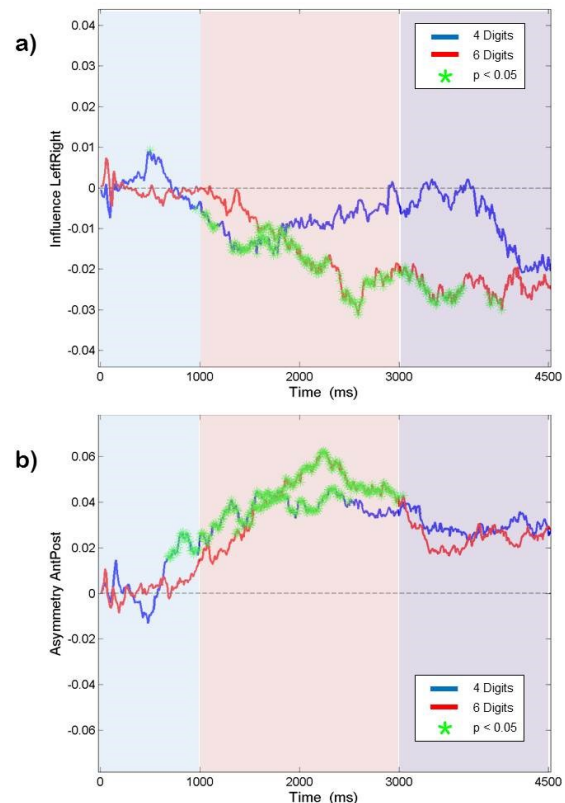 a)
Influence LeftRight
0.04
0.03
0.02
0.01
0
-0.01
-0.02
-0.03
-0.04
4 Digits
6 Digits
p < 0.05
0
1000
2000
3000
4500
Time (ms)
b)
Asymmetry AntPost
0.06
0.04
0.02
0
-0.02
-0.04
-0.06
4 Digits
6 Digits
p < 0.05
0
1000
2000
3000
4500
Time (ms)